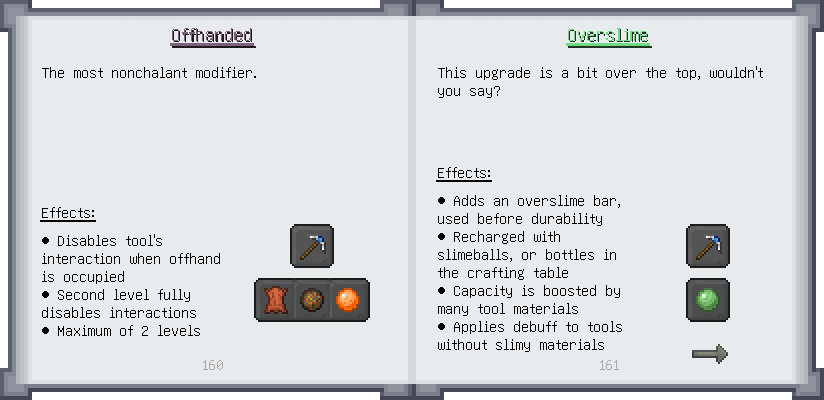 Offhanded
The most nonchalant modifier.
Effects:
• Disables tool's
interaction when offhand
is occupied
• Second level fully
disables interactions
• Maximum of 2 levels
160
Overslime
This upgrade is a bit over the top, wouldn't
you say?
Effects:
• Adds an overslime bar,
used before durability
• Recharged with
slimeballs, or bottles in
the crafting table
• Capacity is boosted by
many tool materials
• Applies debuff to tools
without slimy materials
161